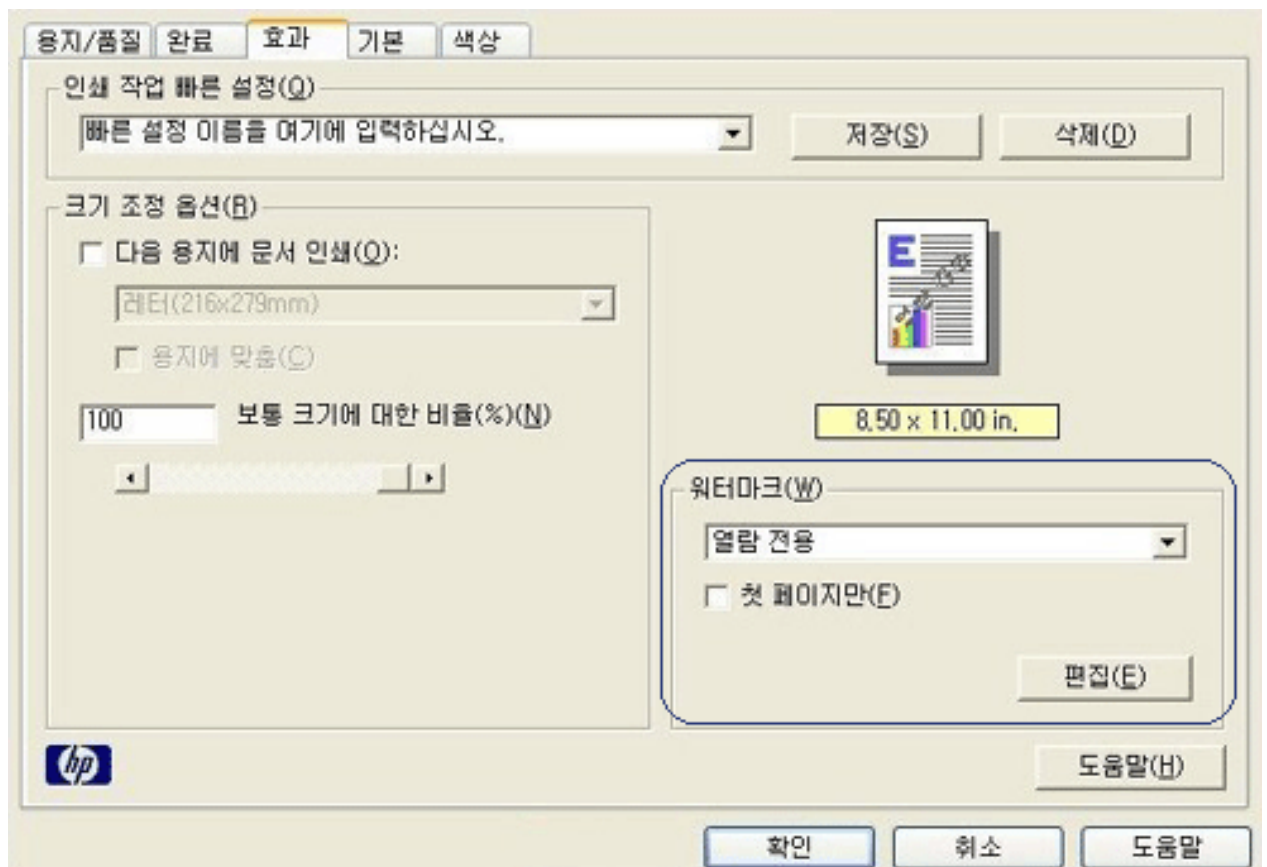 용지/품질 완료 효과 기본 색상
인쇄 작업 빠른 설정(Q)
빠른 설정 이름을 여기에 입력하십시오.
저장(S) 삭제(D)
크기 조정 옵션(R)
다음 용지에 문서 인쇄(O):
레터(216x279mm)
용지에 맞춤(C)
100 보통 크기에 대한 비율(%)(N)
E
8.50 × 11.00 in.
워터마크(W)
열람 전용
첫 페이지만(F)
편집(E)
hp
도움말(H)
확인 취소 도움말